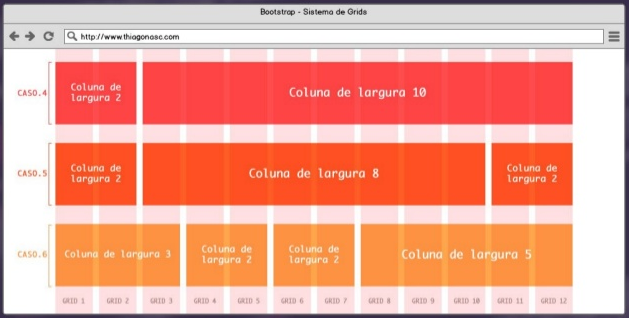 Bootstrap - Sistema de Grids
http://www.thiagonasc.com
CASO.4
Coluna de
largura 2
Coluna de largura 10
CASO.5
Coluna de
largura 2
Coluna de largura 8
Coluna de
largura 2
CASO.6
Coluna de largura 3
Coluna de
largura 2
Coluna de
largura 2
Coluna de largura 5
GRID 1 GRID 2 GRID 3 GRID 4 GRID 5 GRID 6 GRID 7 GRID 8 GRID 9 GRID 10 GRID 11 GRID 12